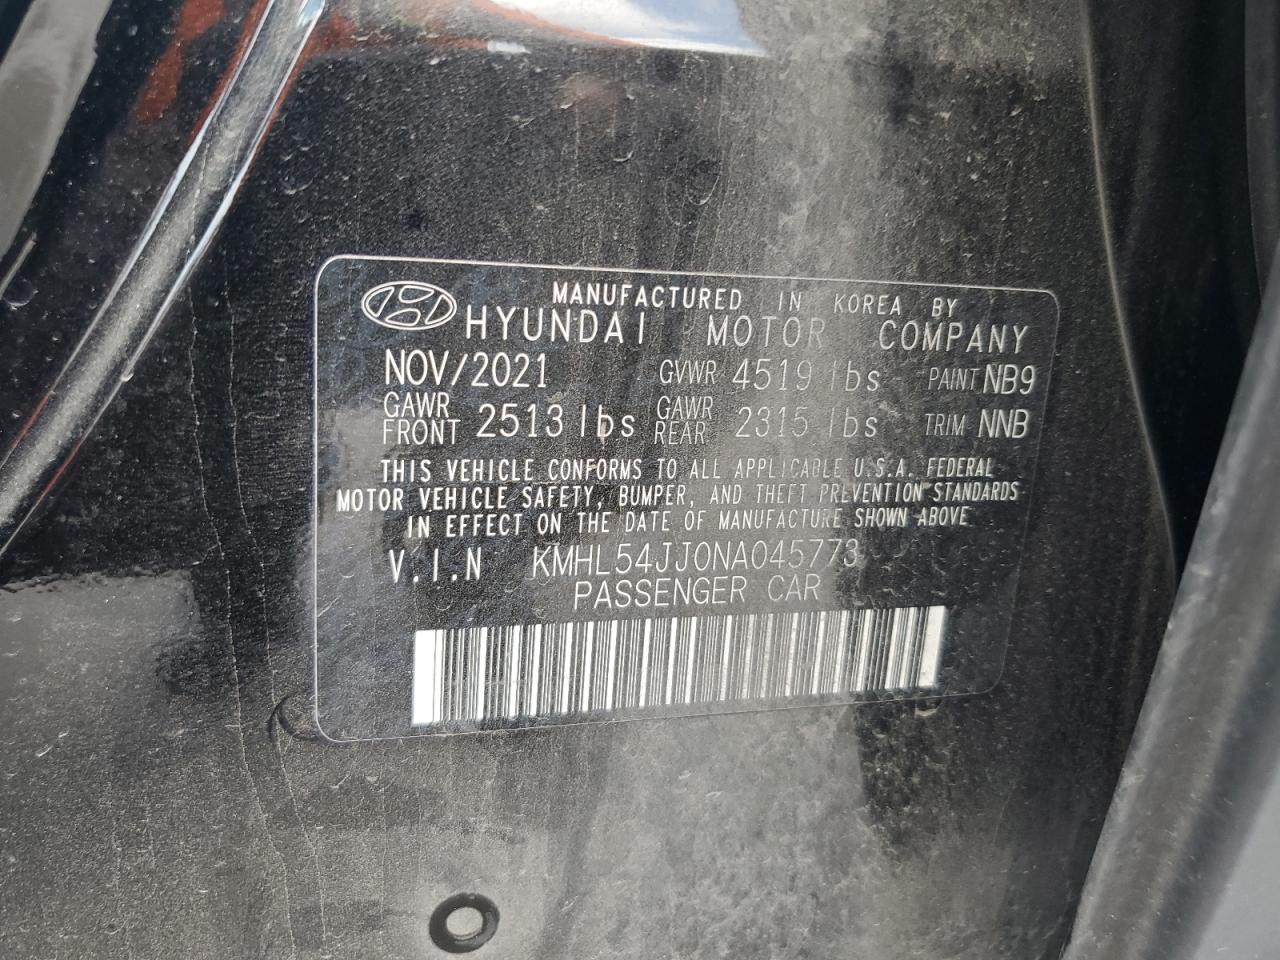 MANUFACTURED IN KOREA BY
HYUNDAI MOTOR COMPANY
NOV/2021 GVWR 4519 lbs PAINT NB9
GAWR FRONT 2513 lbs GAWR REAR 2315 lbs TRIM NNB
THIS VEHICLE CONFORMS TO ALL APPLICABLE U.S.A. FEDERAL
MOTOR VEHICLE SAFETY, BUMPER, AND THEFT PREVENTION STANDARDS
IN EFFECT ON THE DATE OF MANUFACTURE SHOWN ABOVE
V.I.N KMHL54JJ0NA045773
PASSENGER CAR